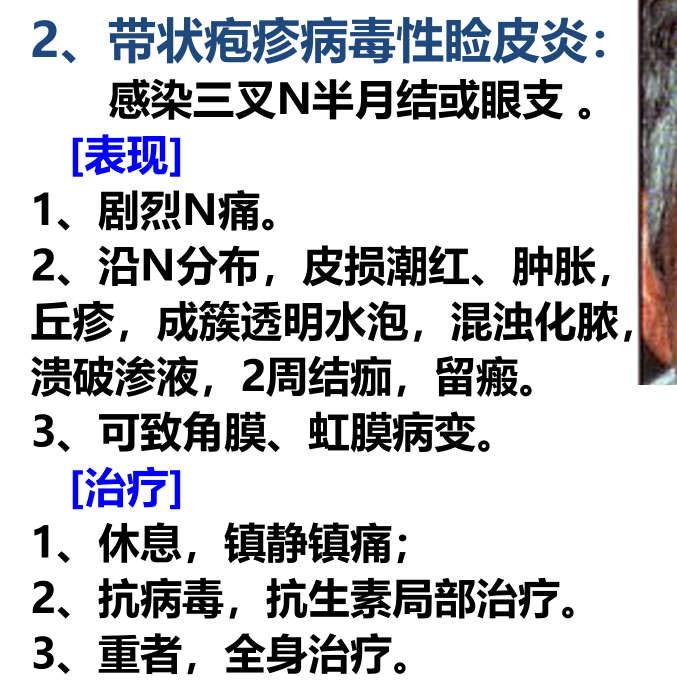 2、带状疱疹病毒性睑皮炎：
感染三叉N半月结或眼支 。
[表现]
1、剧烈N痛。
2、沿N分布，皮损潮红、肿胀，
丘疹，成簇透明水泡，混浊化脓，
溃破渗液，2周结痂，留瘢。
3、可致角膜、虹膜病变。
[治疗]
1、休息，镇静镇痛；
2、抗病毒，抗生素局部治疗。
3、重者，全身治疗。